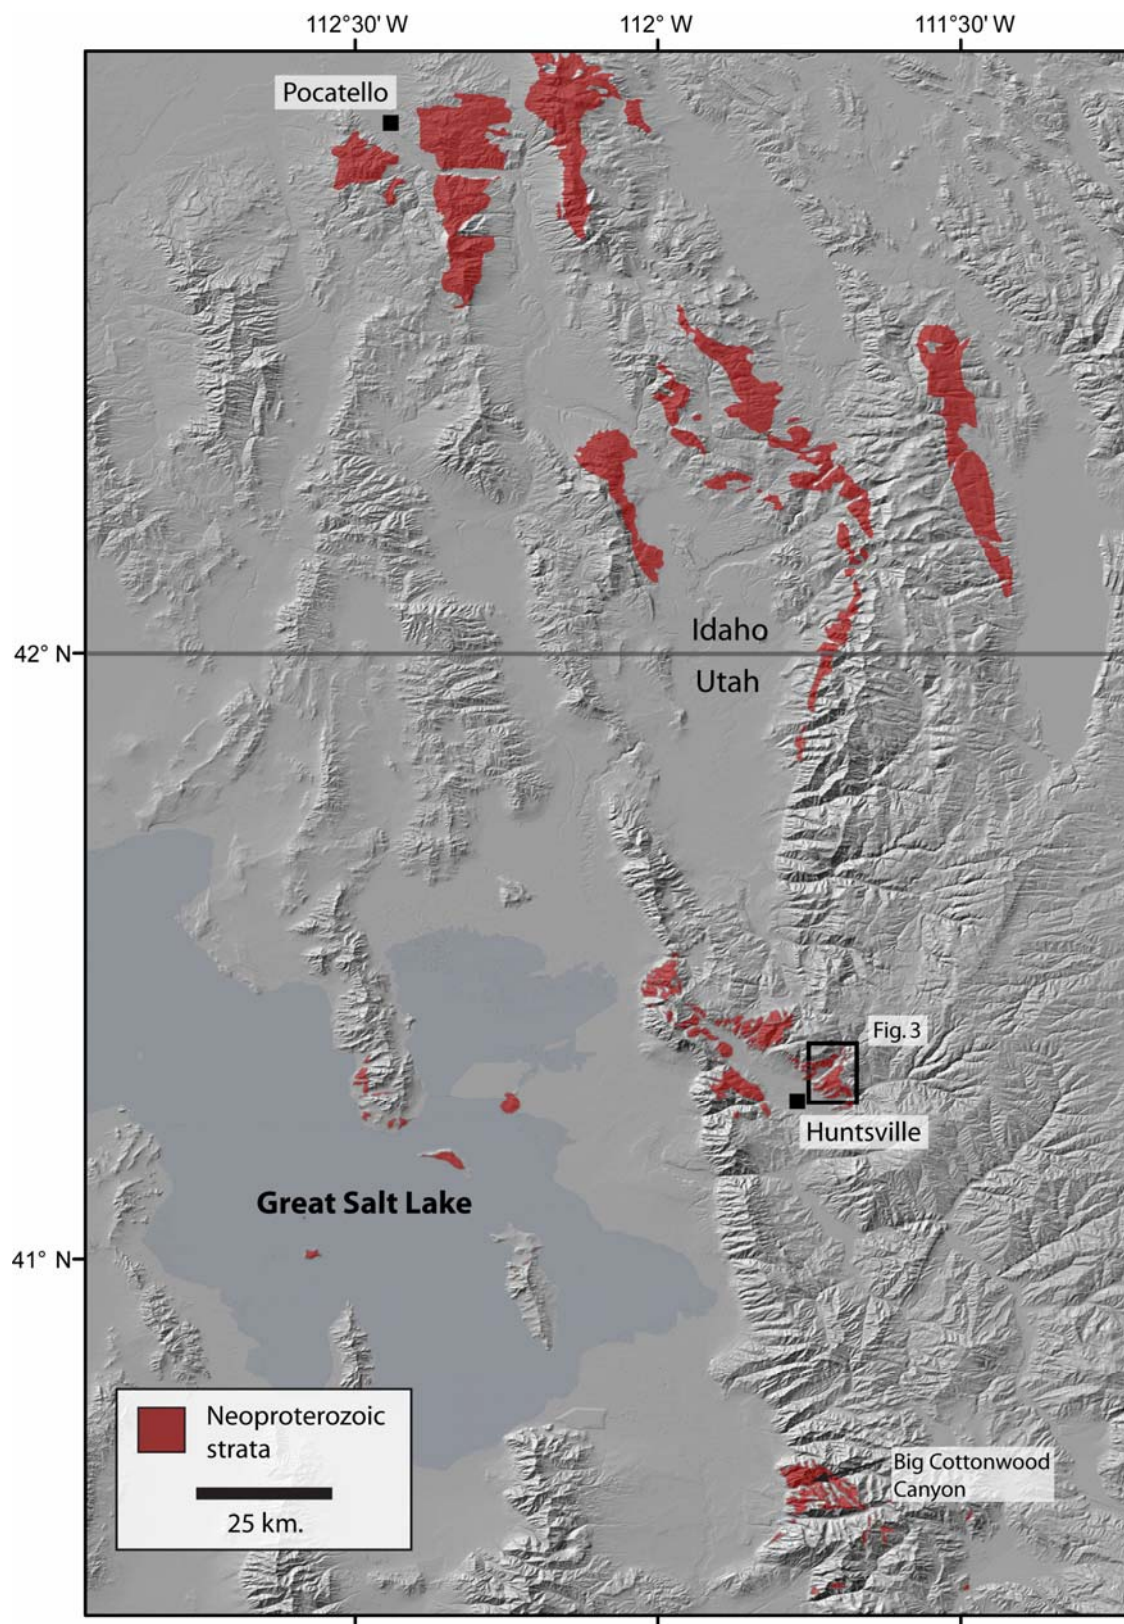 112°30' W
112° W
111°30' W
Pocatello
Idaho
42° N
Utah
Fig. 3
Huntsville
Great Salt Lake
41° N
Neoproterozoic
strata
25 km.
Big Cottonwood
Canyon